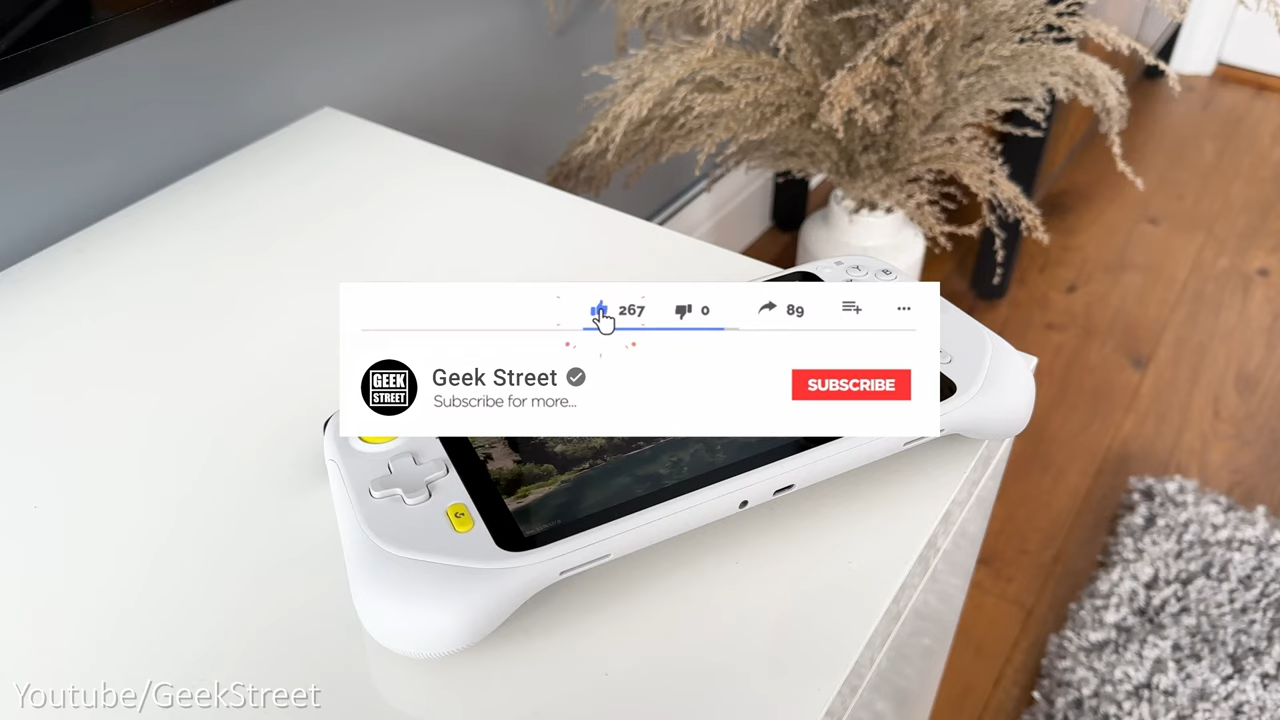 Y
B
267
0
89
GEEK
STREET
Geek Street
Subscribe for more...
SUBSCRIBE
G
Youtube/GeekStreet